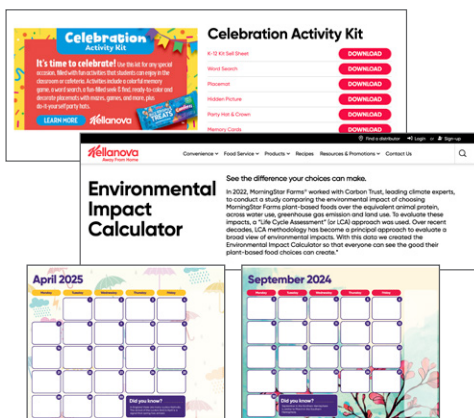 Celebration
Activity Kit
It's time to celebrate! Use this kit for any special
occasion, filled with fun activities that students can enjoy in the
classroom or cafeteria. Activities include a colorful memory
game, a word search, a fun-filled seek & find, ready-to-color and
decorate placemats with mazes, games, and more, plus
do-it-yourself party hats.
LEARN MORE
Kellanova
Celebration Activity Kit
K-12 Kit Sell Sheet DOWNLOAD
Word Search DOWNLOAD
Placemat DOWNLOAD
Hidden Picture DOWNLOAD
Party Hat & Crown DOWNLOAD
Memory Cards DOWNLOAD
Find a distributor Login or Sign-up
Kellanova
Away From Home
Convenience Food Service Products Recipes Resources & Promotions Contact Us
Environmental
Impact
Calculator
See the difference your choices can make.
In 2022, MorningStar Farms® worked with Carbon Trust, leading climate experts,
to conduct a study comparing the environmental impact of choosing
MorningStar Farms plant-based foods over the equivalent animal protein,
across water use, greenhouse gas emission and land use. To evaluate these
impacts, a "Life Cycle Assessment" (or LCA) approach was used. Over recent
decades, LCA methodology has become a principal approach to evaluate a
broad view of environmental impacts. With this data we created the
Environmental Impact Calculator so that everyone can see the good their
plant-based food choices can create.*
April 2025
Monday Tuesday Wednesday Thursday Friday
Did you know?
September 2024
Monday Tuesday Wednesday Thursday Friday
Did you know?